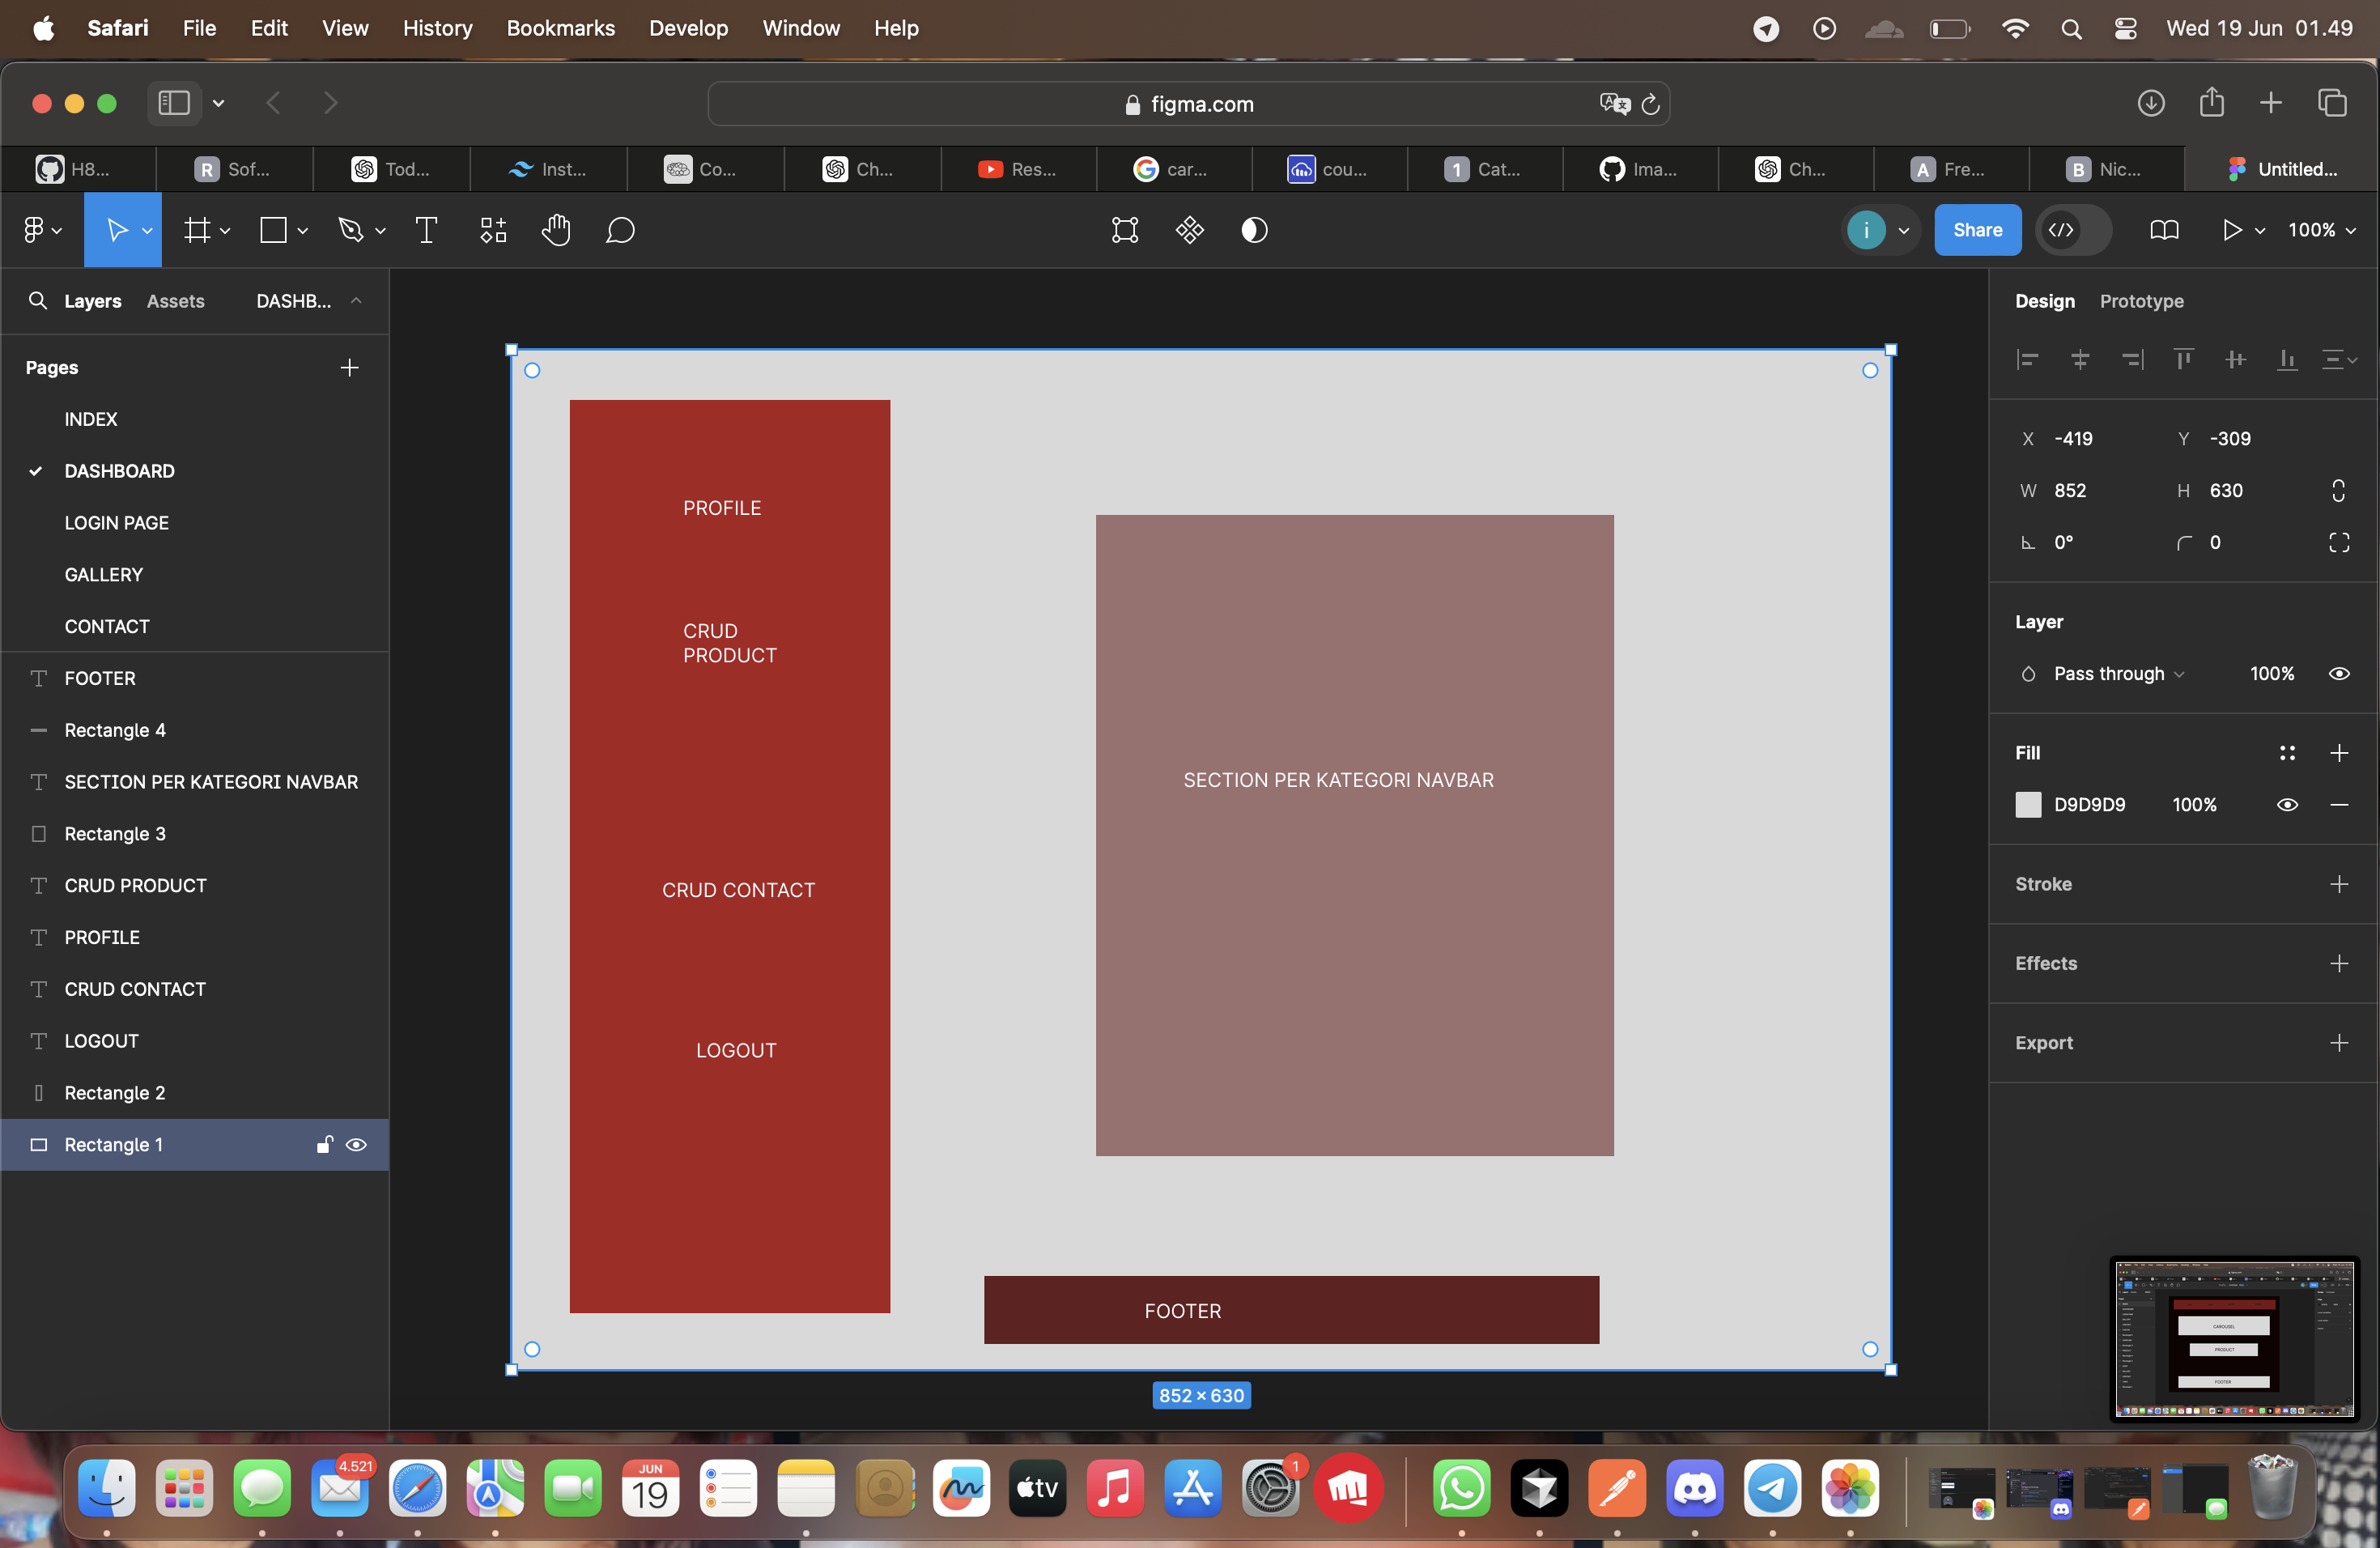 Safari File Edit View History Bookmarks Develop Window Help Wed 19 Jun 01.49
figma.com
H8... R Sof... Tod... Inst... Co... Ch... Res... car... cou... 1 Cat... Ima... Ch... A Fre... B Nic... Untitled...
i Share 100%
Layers Assets DASHB...
Pages
INDEX
DASHBOARD
LOGIN PAGE
GALLERY
CONTACT
FOOTER
Rectangle 4
SECTION PER KATEGORI NAVBAR
Rectangle 3
CRUD PRODUCT
PROFILE
CRUD CONTACT
LOGOUT
Rectangle 2
Rectangle 1
PROFILE
CRUD
PRODUCT
CRUD CONTACT
LOGOUT
SECTION PER KATEGORI NAVBAR
FOOTER
852 × 630
Design Prototype
X -419 Y -309
W 852 H 630
0° 0
Layer
Pass through 100%
Fill
D9D9D9 100%
Stroke
Effects
Export
CAROUSEL
PRODUCT
FOOTER
4.521
JUN
19
tv
1